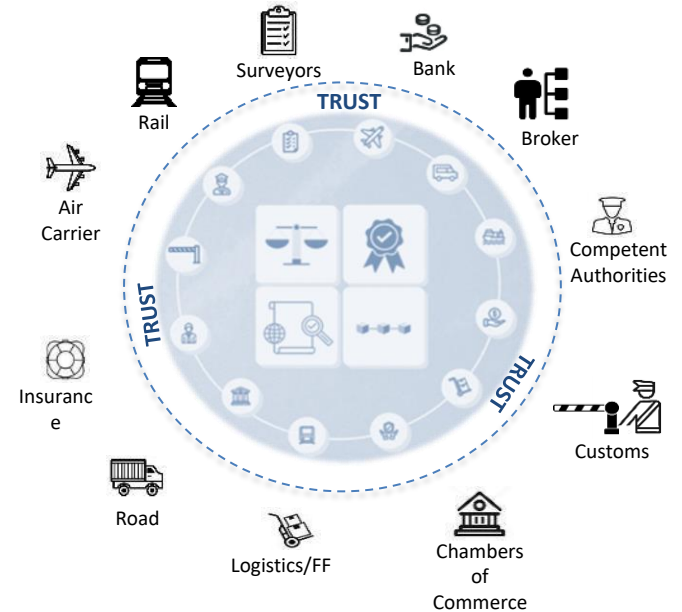 Surveyors
Bank
TRUST
Rail
Broker
Air
Carrier
Competent
Authorities
TRUST
TRUST
Insuranc
e
Customs
Road
Logistics/FF
Chambers
of
Commerce